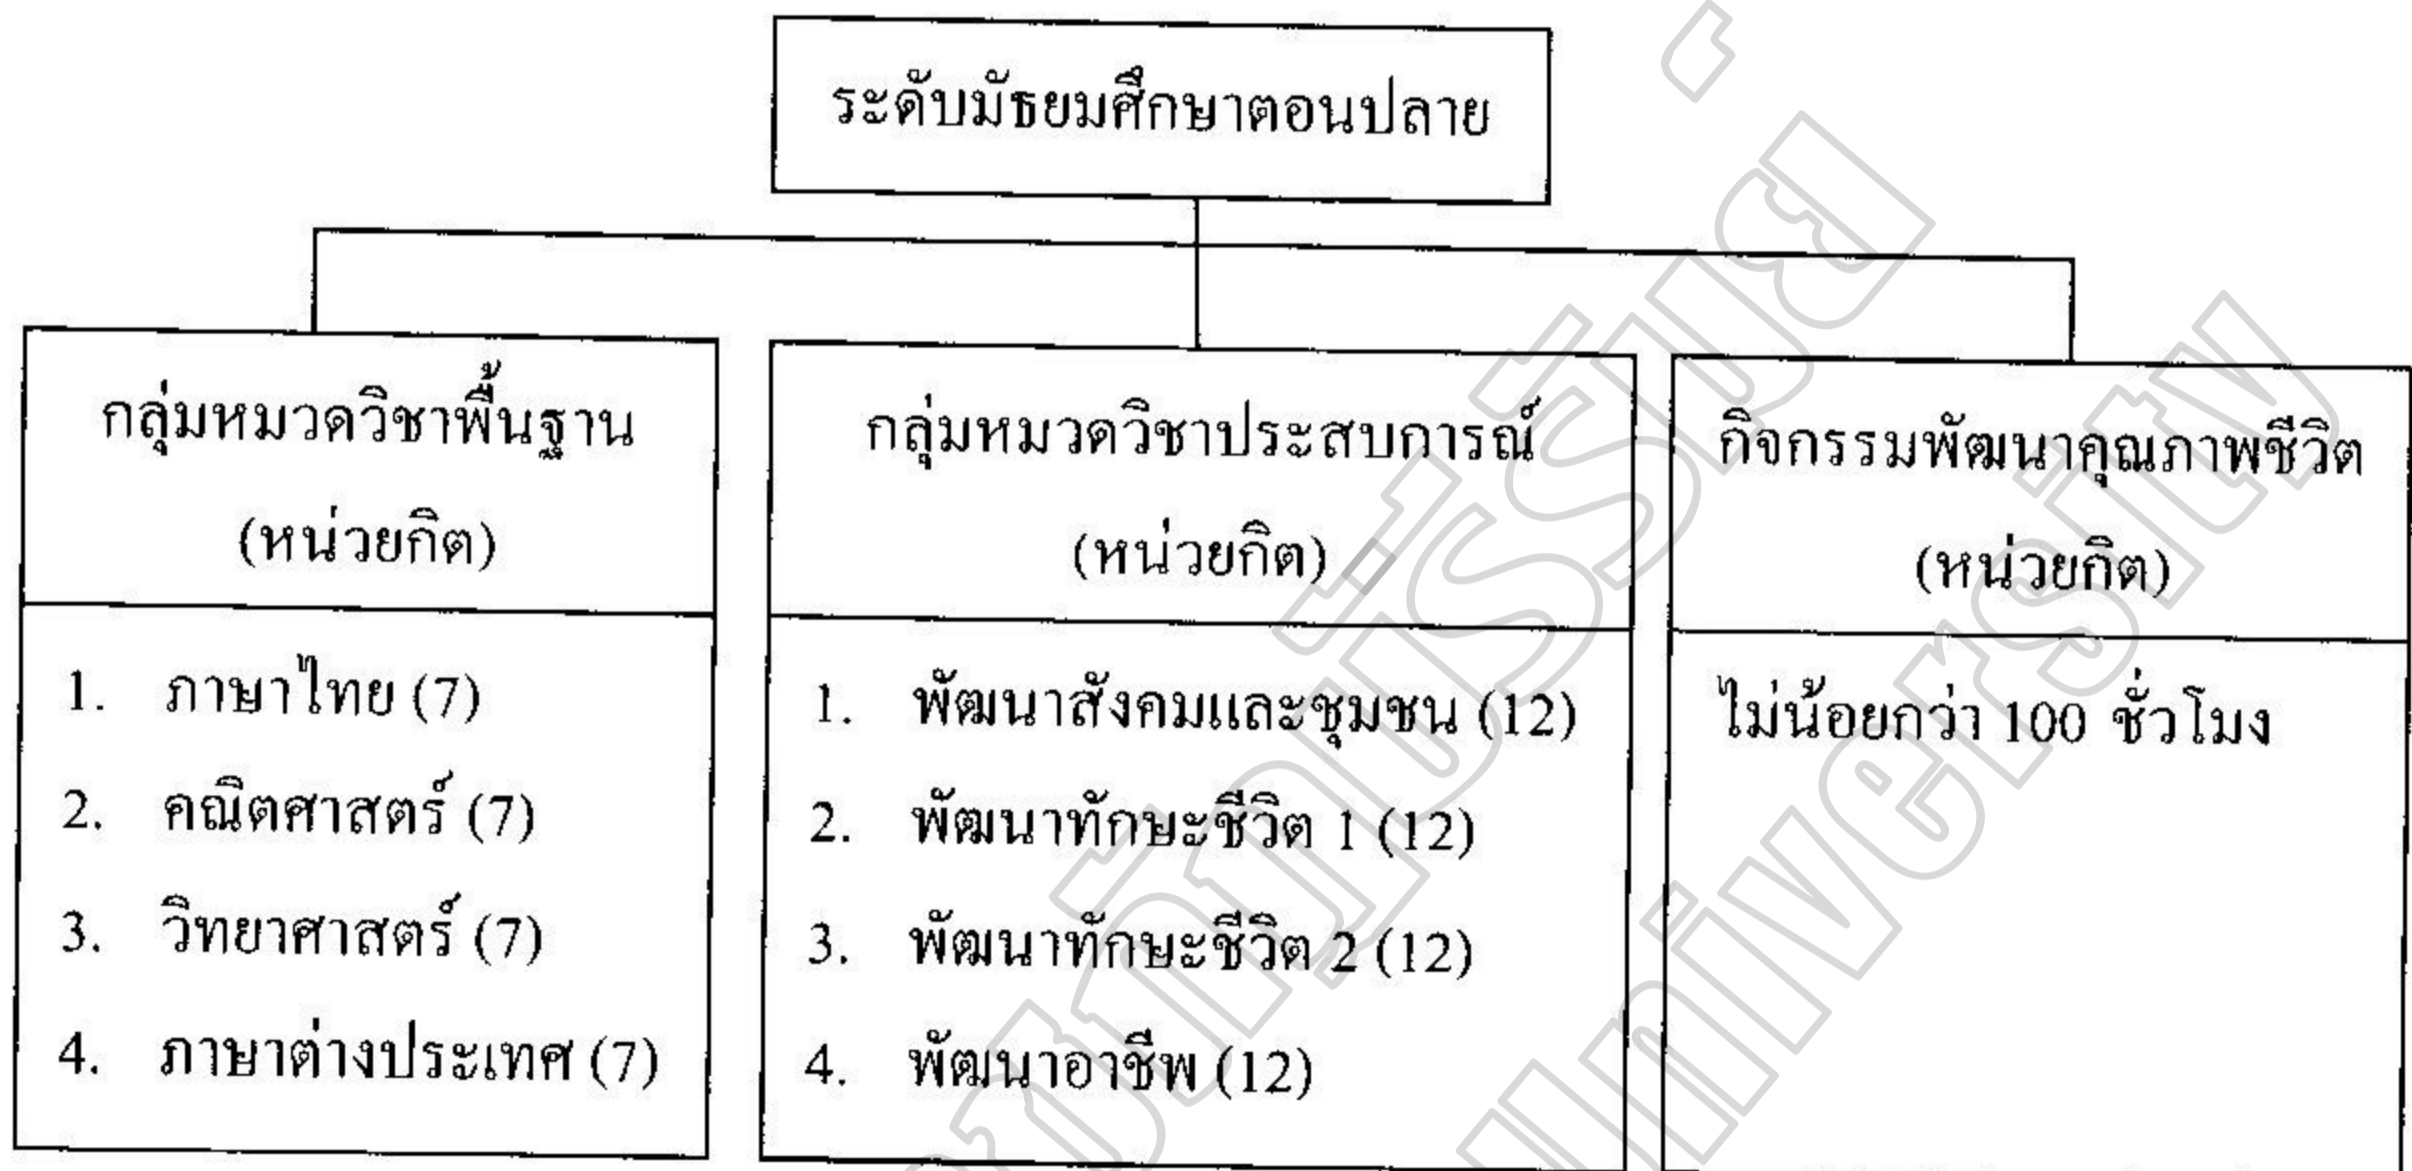 ระดับมัธยมศึกษาตอนปลาย
กลุ่มหมวดวิชาพื้นฐาน
(หน่วยกิต)
1. ภาษาไทย (7)
2. คณิตศาสตร์ (7)
3. วิทยาศาสตร์ (7)
4. ภาษาต่างประเทศ (7)
กลุ่มหมวดวิชาประสบการณ์
(หน่วยกิต)
1. พัฒนาสังคมและชุมชน (12)
2. พัฒนาทักษะชีวิต 1 (12)
3. พัฒนาทักษะชีวิต 2 (12)
4. พัฒนาอาชีพ (12)
กิจกรรมพัฒนาคุณภาพชีวิต
(หน่วยกิต)
ไม่น้อยกว่า 100 ชั่วโมง
University